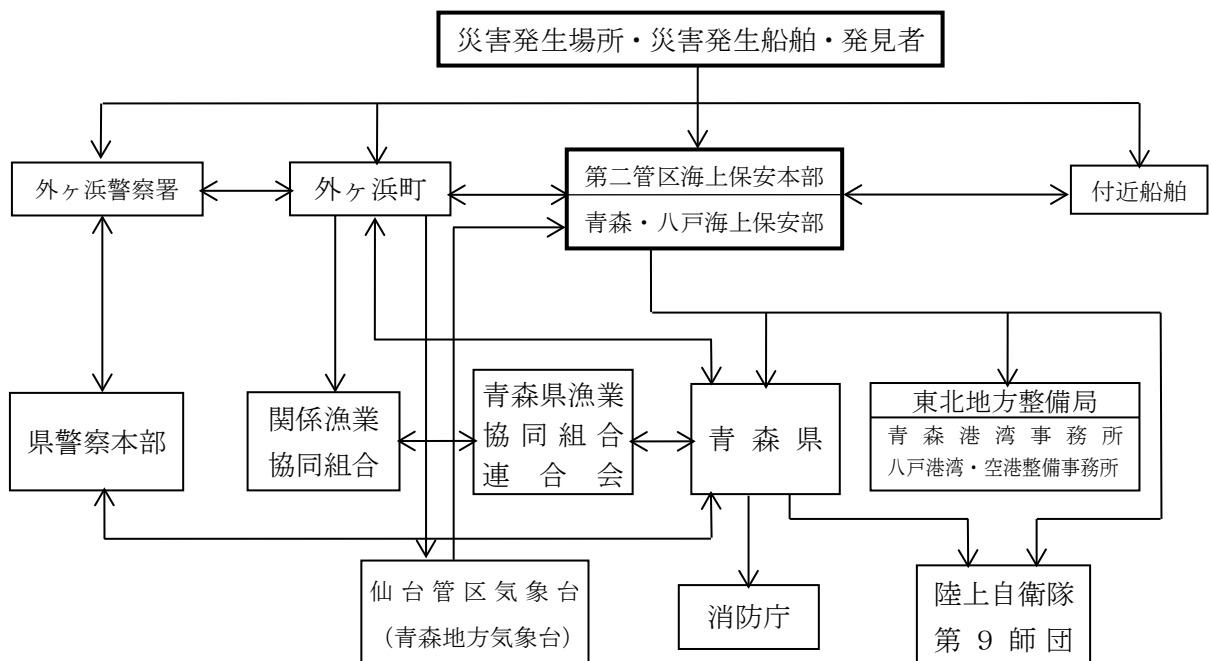 災害発生場所・災害発生船舶・発見者
外ヶ浜警察署
外ヶ浜町
第二管区海上保安本部
青森・八戸海上保安部
付近船舶
県警察本部
関係漁業
協同組合
青森県漁業
協同組合
連合会
青森県
東北地方整備局
青森港湾事務所
八戸港湾・空港整備事務所
仙台管区気象台
(青森地方気象台)
消防庁
陸上自衛隊
第９師団